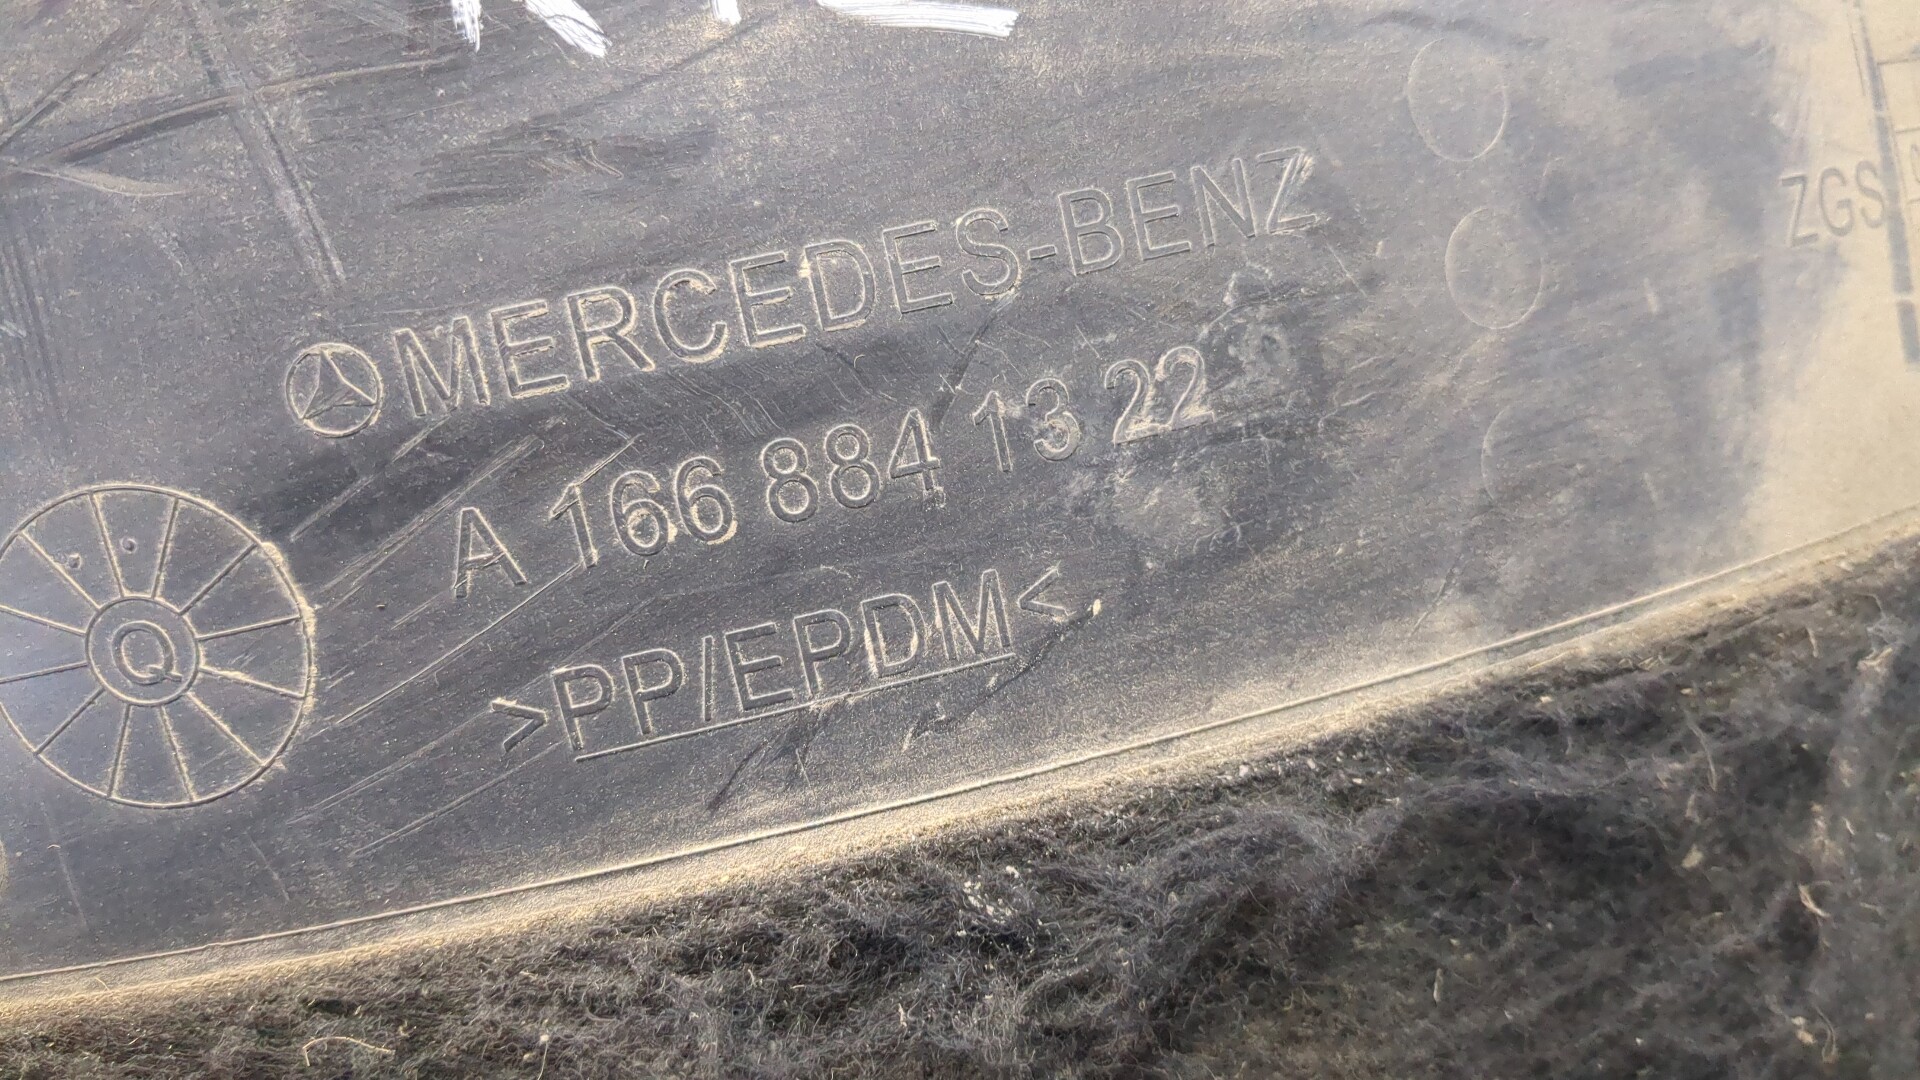 MERCEDES-BENZ
ZGS
A 166 884 13 22
>PP/EPDM<
Q